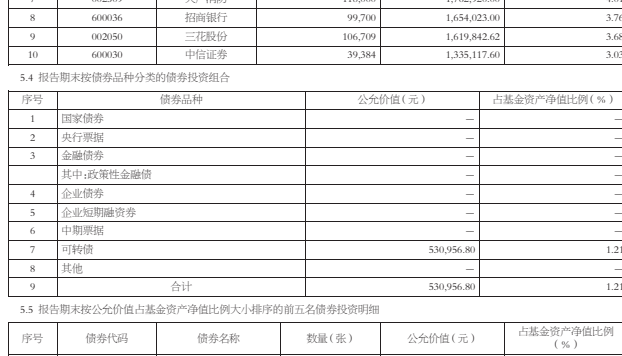 8 600036 招商银行 99,700 1,654,023.00 3.76
9 002050 三花股份 106,709 1,619,842.62 3.68
10 600030 中信证券 39,384 1,335,117.60 3.03
5.4 报告期末按债券品种分类的债券投资组合
序号 债券品种 公允价值(元) 占基金资产净值比例(%)
1 国家债券 — —
2 央行票据 — —
3 金融债券 — —
其中:政策性金融债 — —
4 企业债券 — —
5 企业短期融资券 — —
6 中期票据 — —
7 可转债 530,956.80 1.21
8 其他 — —
9 合计 530,956.80 1.21
5.5 报告期末按公允价值占基金资产净值比例大小排序的前五名债券投资明细
序号 债券代码 债券名称 数量(张) 公允价值(元) 占基金资产净值比例
(%)